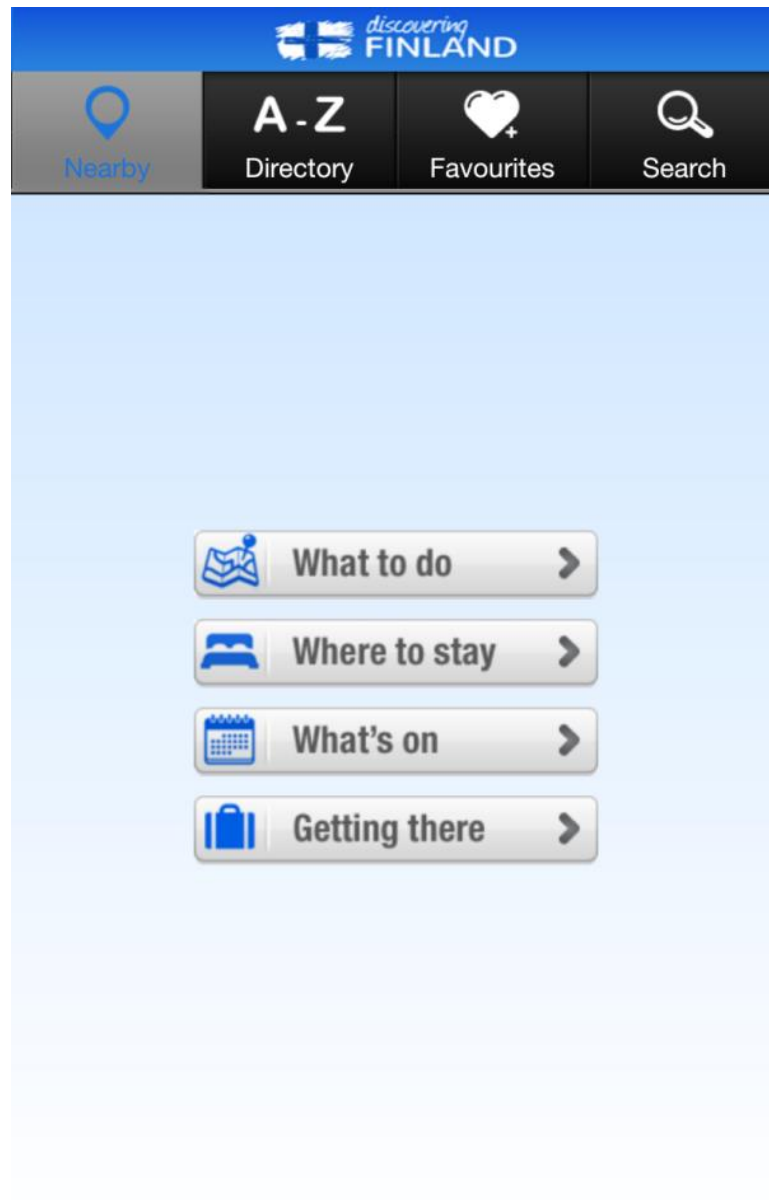 discovering
FINLAND
Nearby
A - Z
Directory
Favourites
Search
What to do
Where to stay
What's on
Getting there